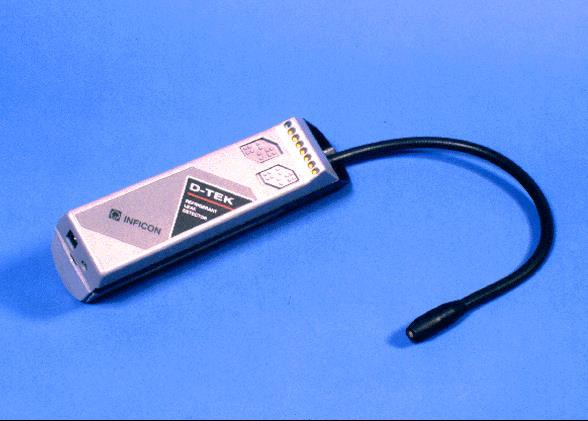 D-TEK
REFRIGERANT
LEAK
DETECTOR
INFICON